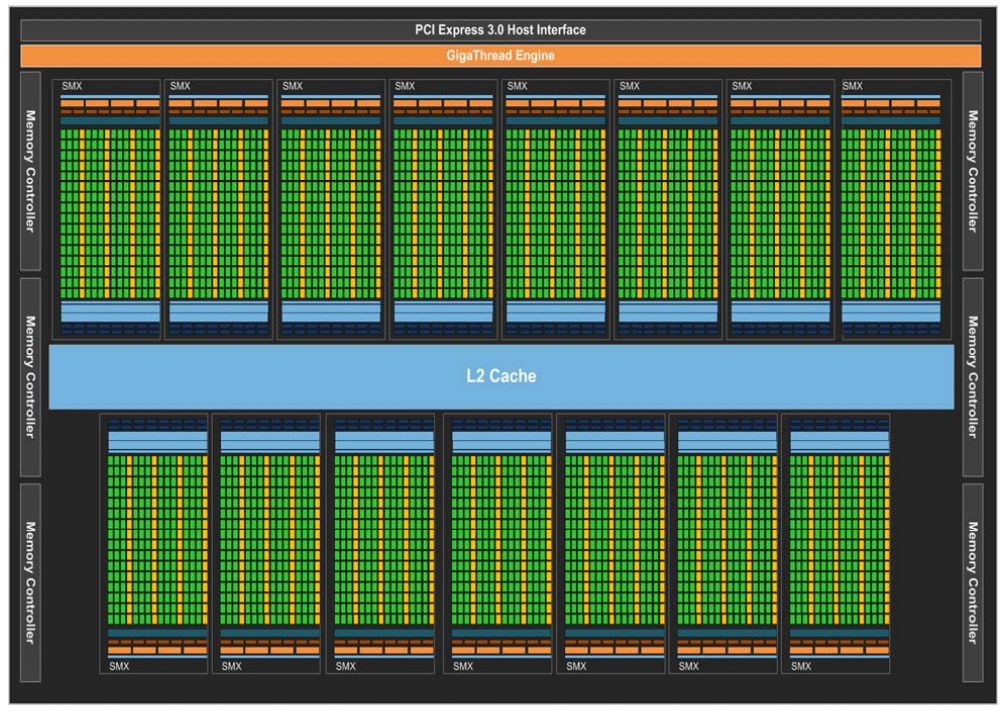 PCI Express 3.0 Host Interface
GigaThread Engine
SMX
SMX
SMX
SMX
SMX
SMX
SMX
SMX
Memory Controller
Memory Controller
Memory Controller
Memory Controller
L2 Cache
Memory Controller
Memory Controller
SMX
SMX
SMX
SMX
SMX
SMX
SMX